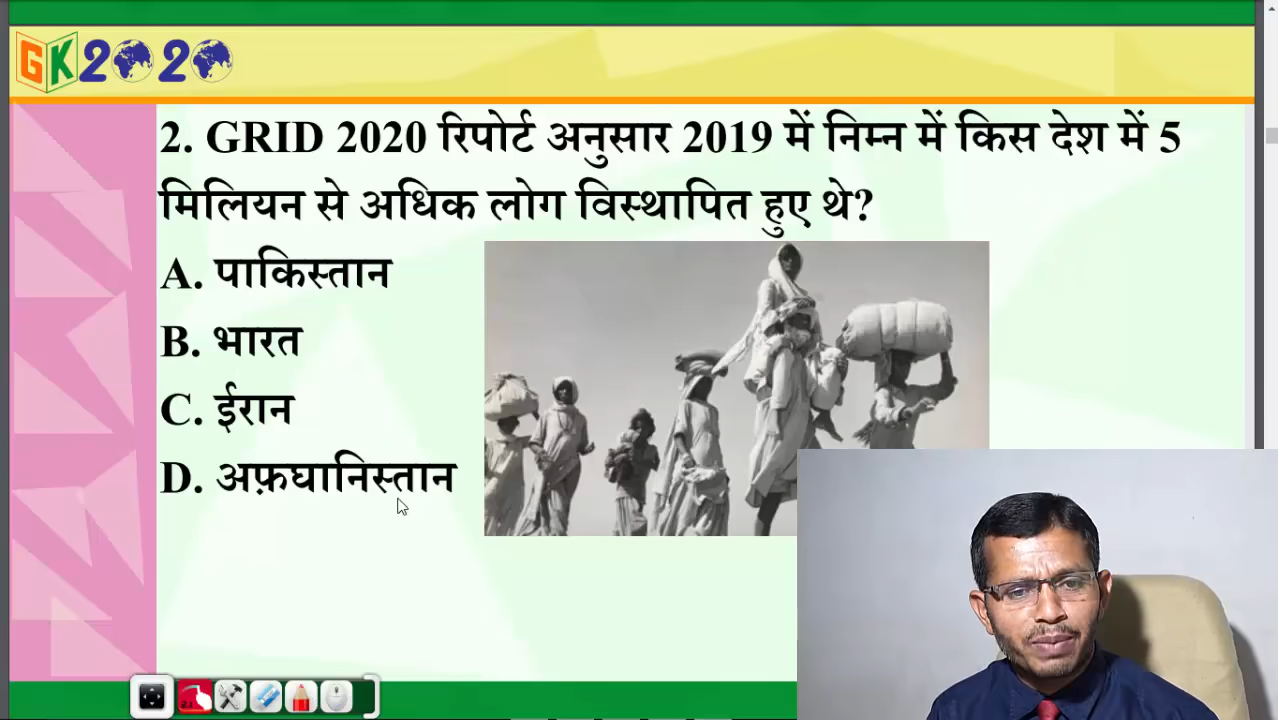 GK2020
2. GRID 2020 रिपोर्ट अनुसार 2019 में निम्न में किस देश में 5
मिलियन से अधिक लोग विस्थापित हुए थे?
A. पाकिस्तान
B. भारत
C. ईरान
D. अफ़घानिस्तान